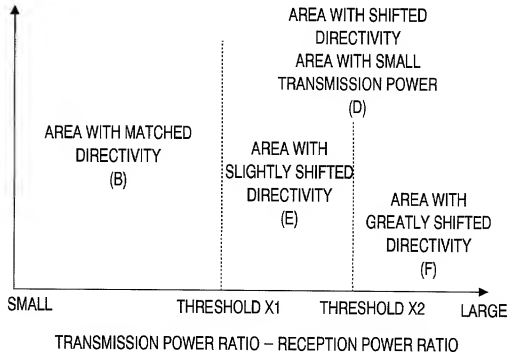 AREA WITH SHIFTED
DIRECTIVITY
AREA WITH SMALL
TRANSMISSION POWER
(D)
AREA WITH MATCHED
DIRECTIVITY
(B)
AREA WITH
SLIGHTLY SHIFTED
DIRECTIVITY
(E)
AREA WITH
GREATLY SHIFTED
DIRECTIVITY
(F)
SMALL
THRESHOLD X1
THRESHOLD X2
LARGE
TRANSMISSION POWER RATIO – RECEPTION POWER RATIO